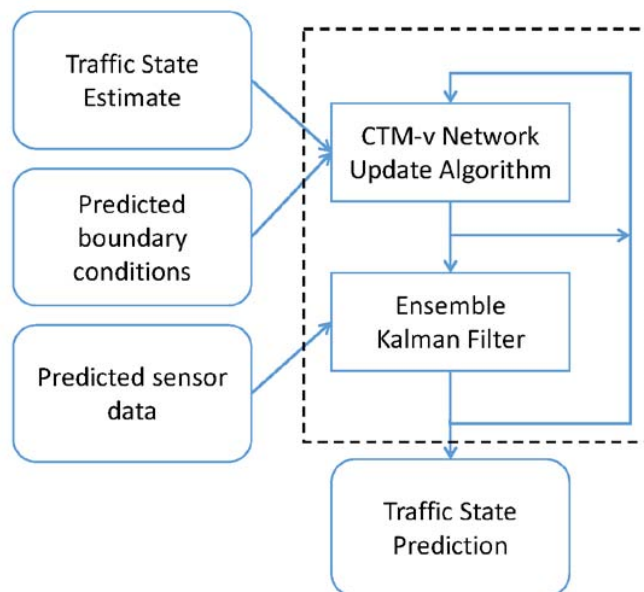 Traffic State
Estimate
CTM-v Network
Update Algorithm
Predicted
boundary
conditions
Ensemble
Kalman Filter
Predicted sensor
data
Traffic State
Prediction